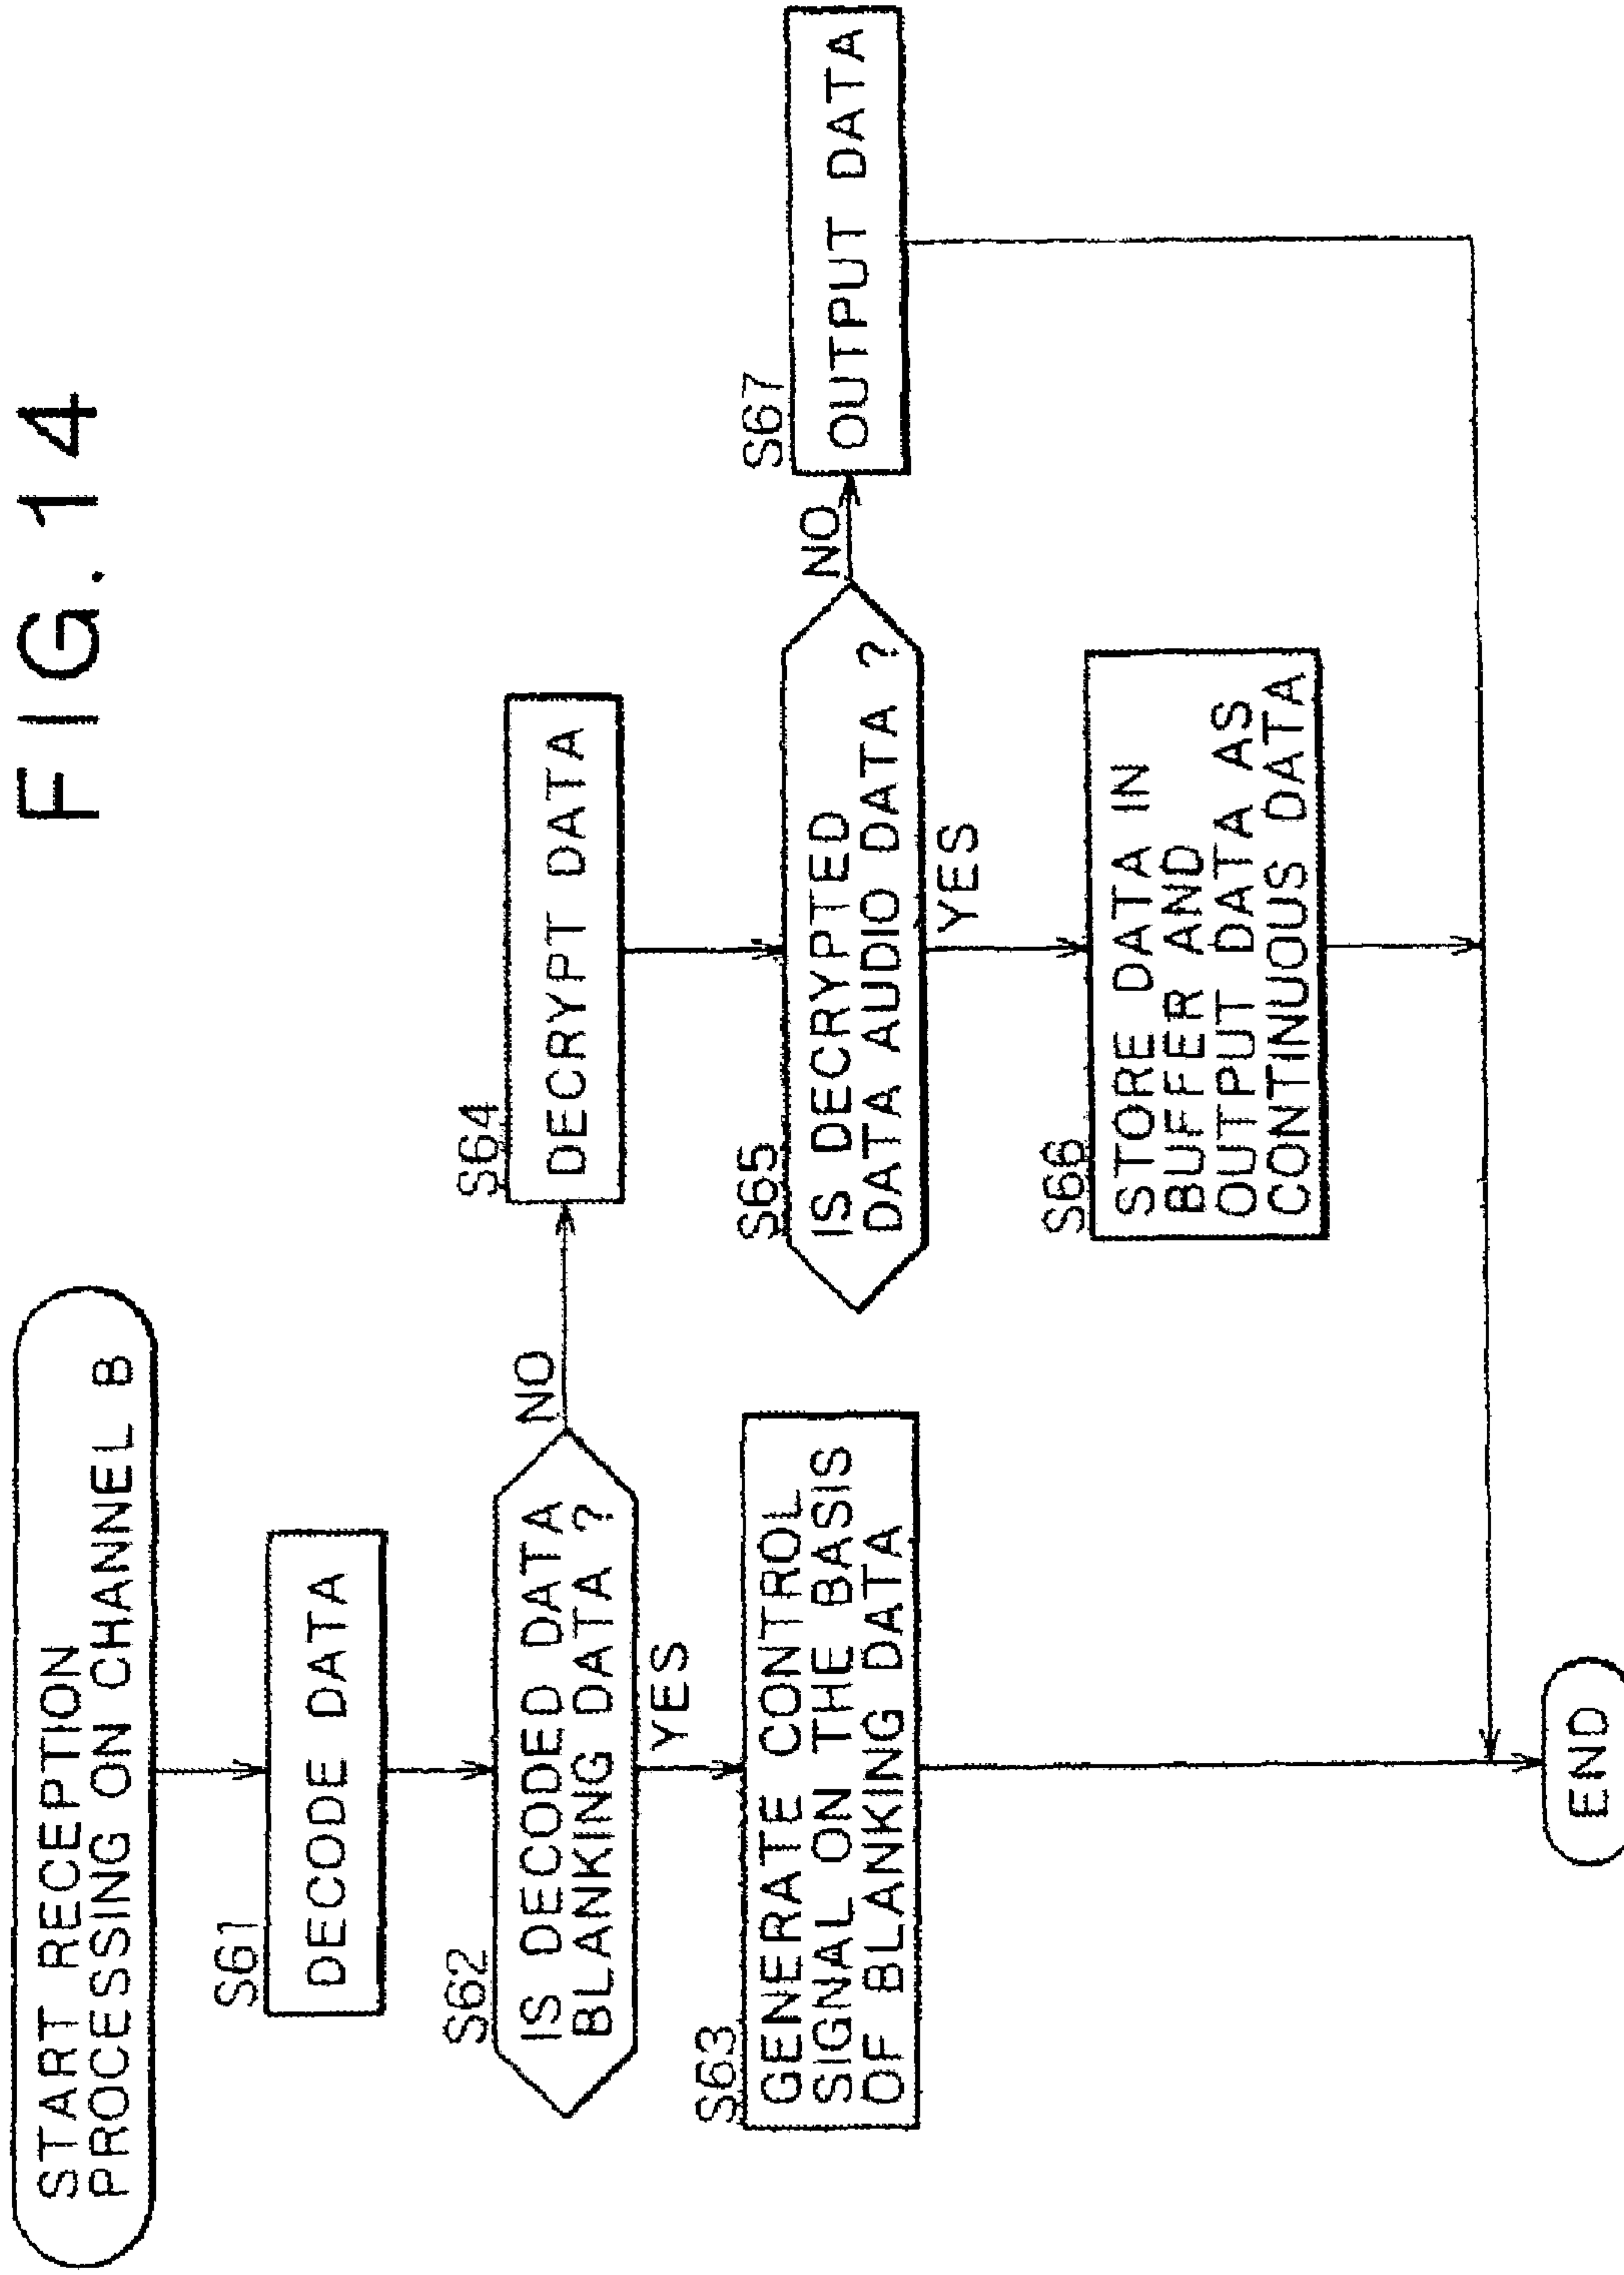 FIG. 14
START RECEPTION
PROCESSING ON CHANNEL B
S61
DECODE DATA
S62
IS DECODED DATA
BLANKING DATA ?
NO
YES
S63
GENERATE CONTROL
SIGNAL ON THE BASIS
OF BLANKING DATA
S64
DECRYPT DATA
S65
IS DECRYPTED
DATA AUDIO DATA ?
NO
YES
S66
STORE DATA IN
BUFFER AND
OUTPUT DATA AS
CONTINUOUS DATA
S67
OUTPUT DATA
END